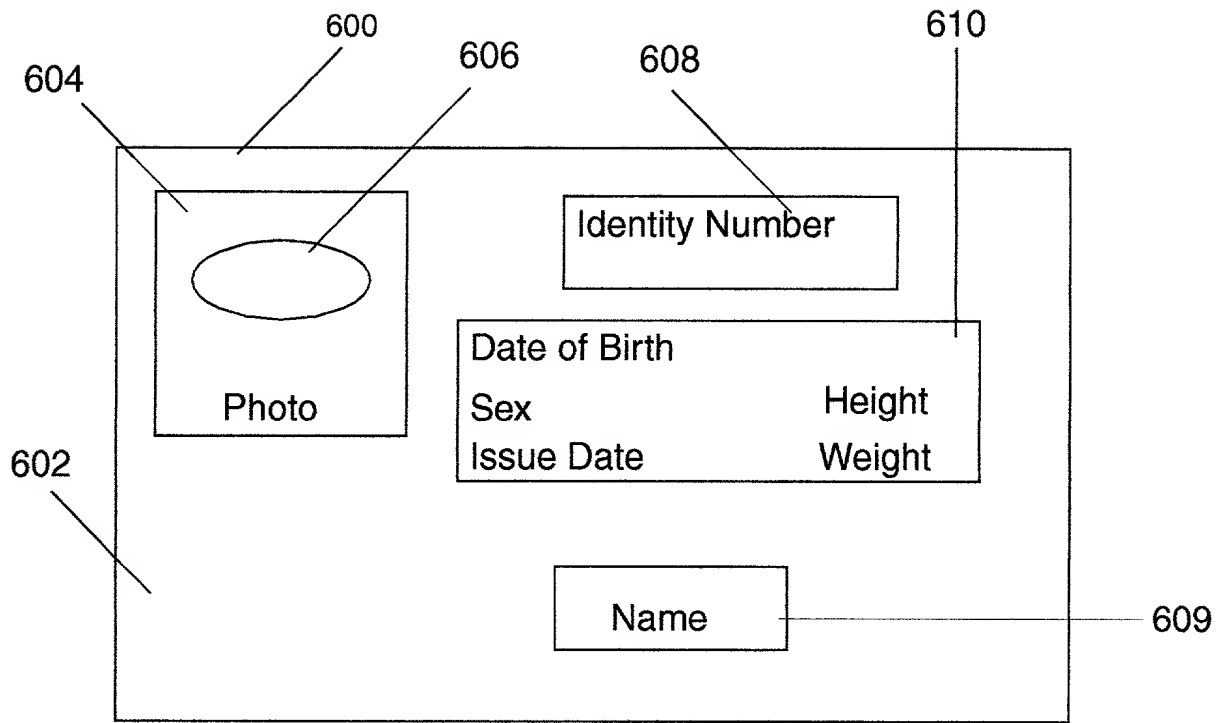 600
610
606
608
604
Identity Number
Date of Birth
Photo
Sex
Height
Issue Date
Weight
602
Name
609